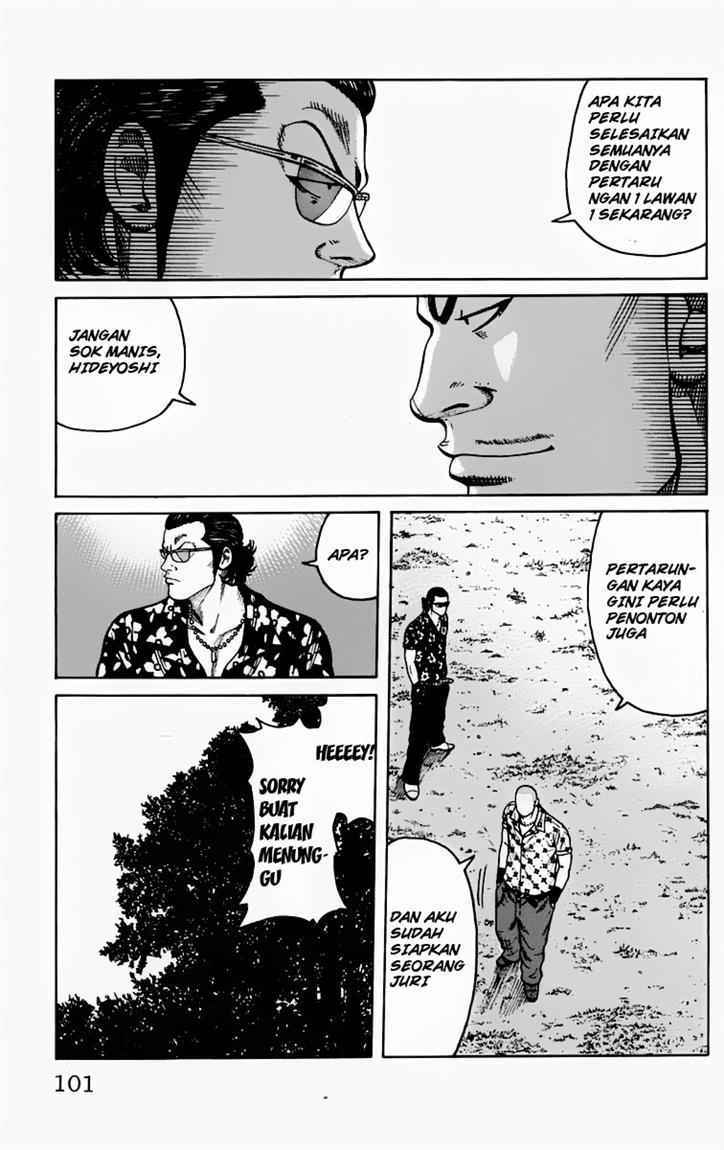 APA KITA
PERLU
SELESAIKAN
SEMUANYA
DENGAN
PERTARU
NGAN 1 LAWAN
1 SEKARANG?
JANGAN
SOK MANIS,
HIDEYOSHI
APA?
PERTARUN-
GAN KAYA
GINI PERLU
PENONTON
JUGA
DAN AKU
SUDAH
SIAPKAN
SEORANG
JURI
HEEEEY!
SORRY
BUAT
KALIAN
MENUNG-
GU
101